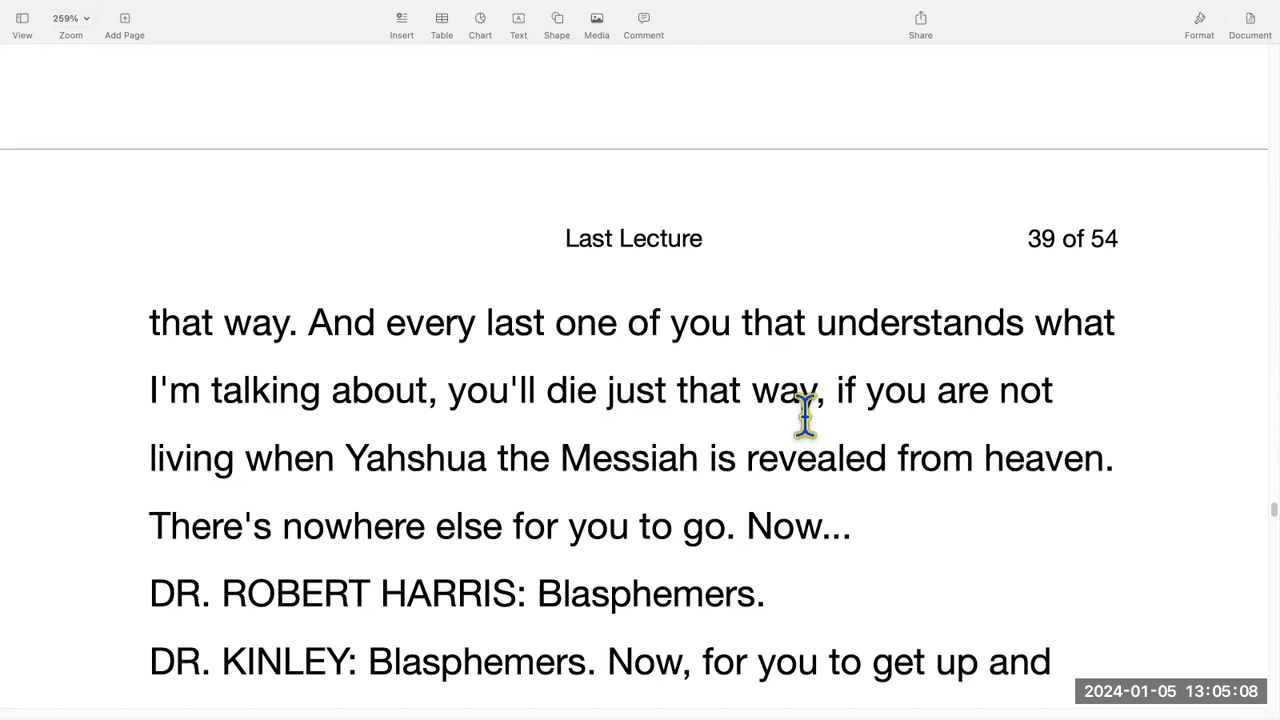 259%
View Zoom Add Page Insert Table Chart Text Shape Media Comment Share Format Document
Last Lecture 39 of 54
that way. And every last one of you that understands what
I'm talking about, you'll die just that way, if you are not
living when Yahshua the Messiah is revealed from heaven.
There's nowhere else for you to go. Now...
DR. ROBERT HARRIS: Blasphemers.
DR. KINLEY: Blasphemers. Now, for you to get up and
2024-01-05 13:05:08